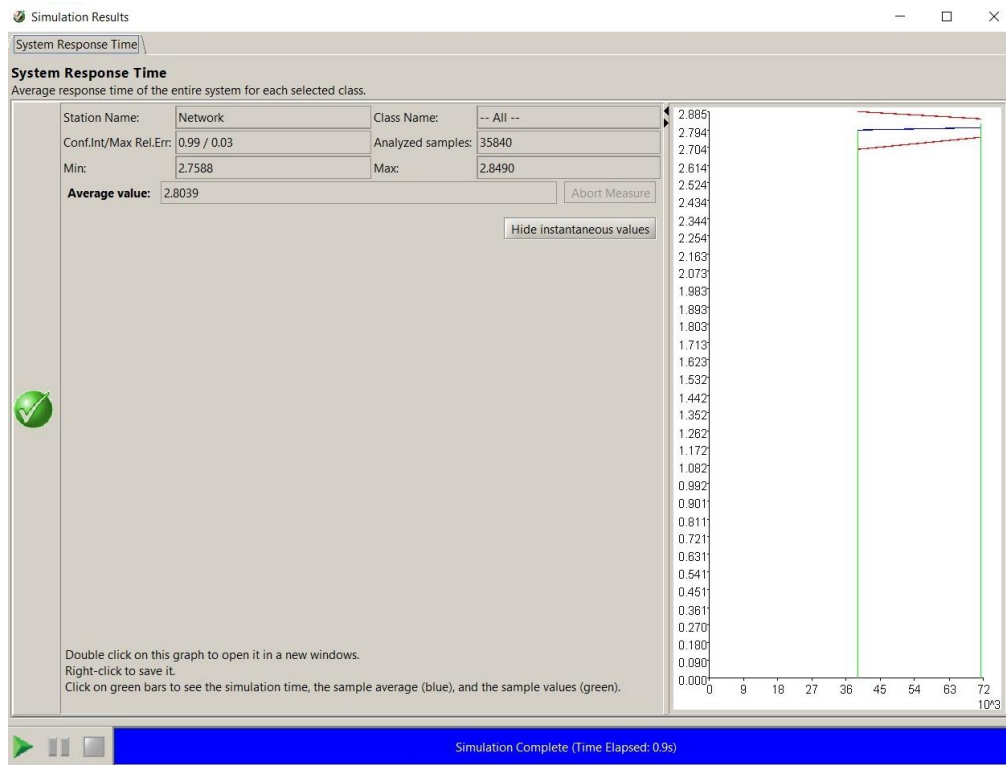 Simulation Results
System Response Time
System Response Time
Average response time of the entire system for each selected class.
Station Name: Network Class Name: -- All --
Conf.Int/Max Rel.Err: 0.99 / 0.03 Analyzed samples: 35840
Min: 2.7588 Max: 2.8490
Average value: 2.8039 Abort Measure
Hide instantaneous values
2.885
2.794
2.704
2.614
2.524
2.434
2.344
2.254
2.163
2.073
1.983
1.893
1.803
1.713
1.623
1.532
1.442
1.352
1.262
1.172
1.082
0.992
0.901
0.811
0.721
0.631
0.541
0.451
0.361
0.270
0.180
0.090
0.000
0 9 18 27 36 45 54 63 72
10^3
Double click on this graph to open it in a new windows.
Right-click to save it.
Click on green bars to see the simulation time, the sample average (blue), and the sample values (green).
Simulation Complete (Time Elapsed: 0.9s)